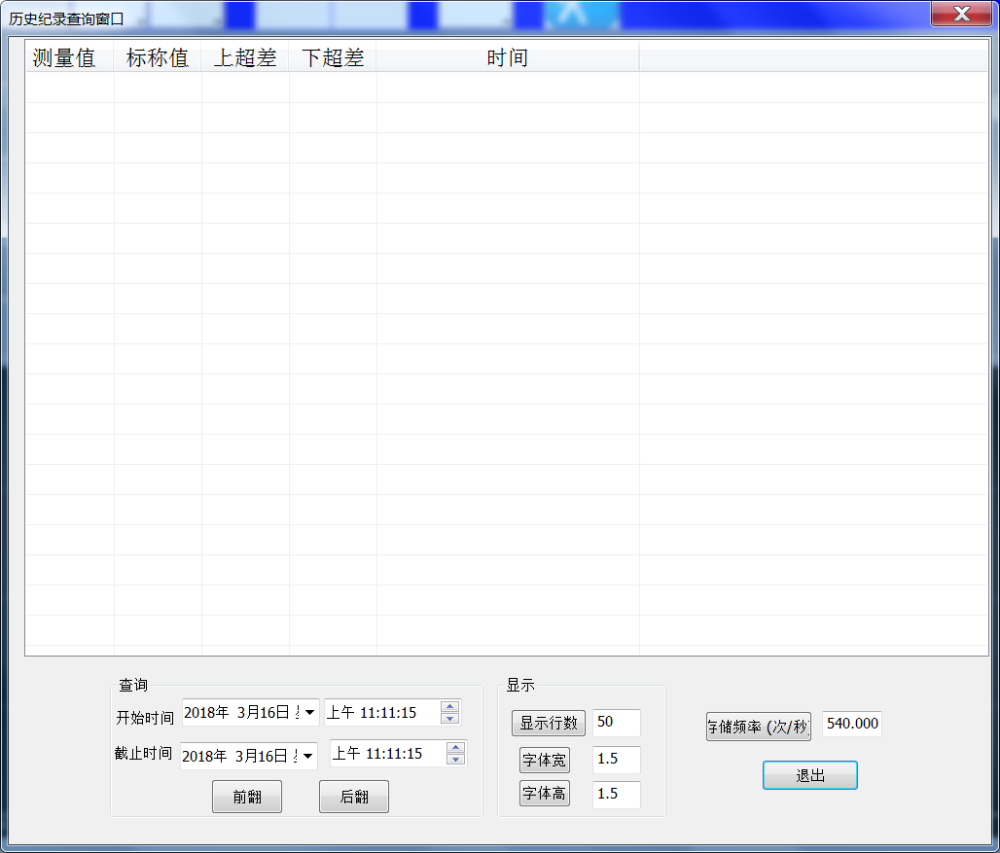 历史纪录查询窗口
测量值 标称值 上超差 下超差 时间
查询
开始时间 2018年 3月16日 上午 11:11:15
截止时间 2018年 3月16日 上午 11:11:15
前翻 后翻
显示
显示行数 50
字体宽 1.5
字体高 1.5
存储频率 (次/秒) 540.000
退出